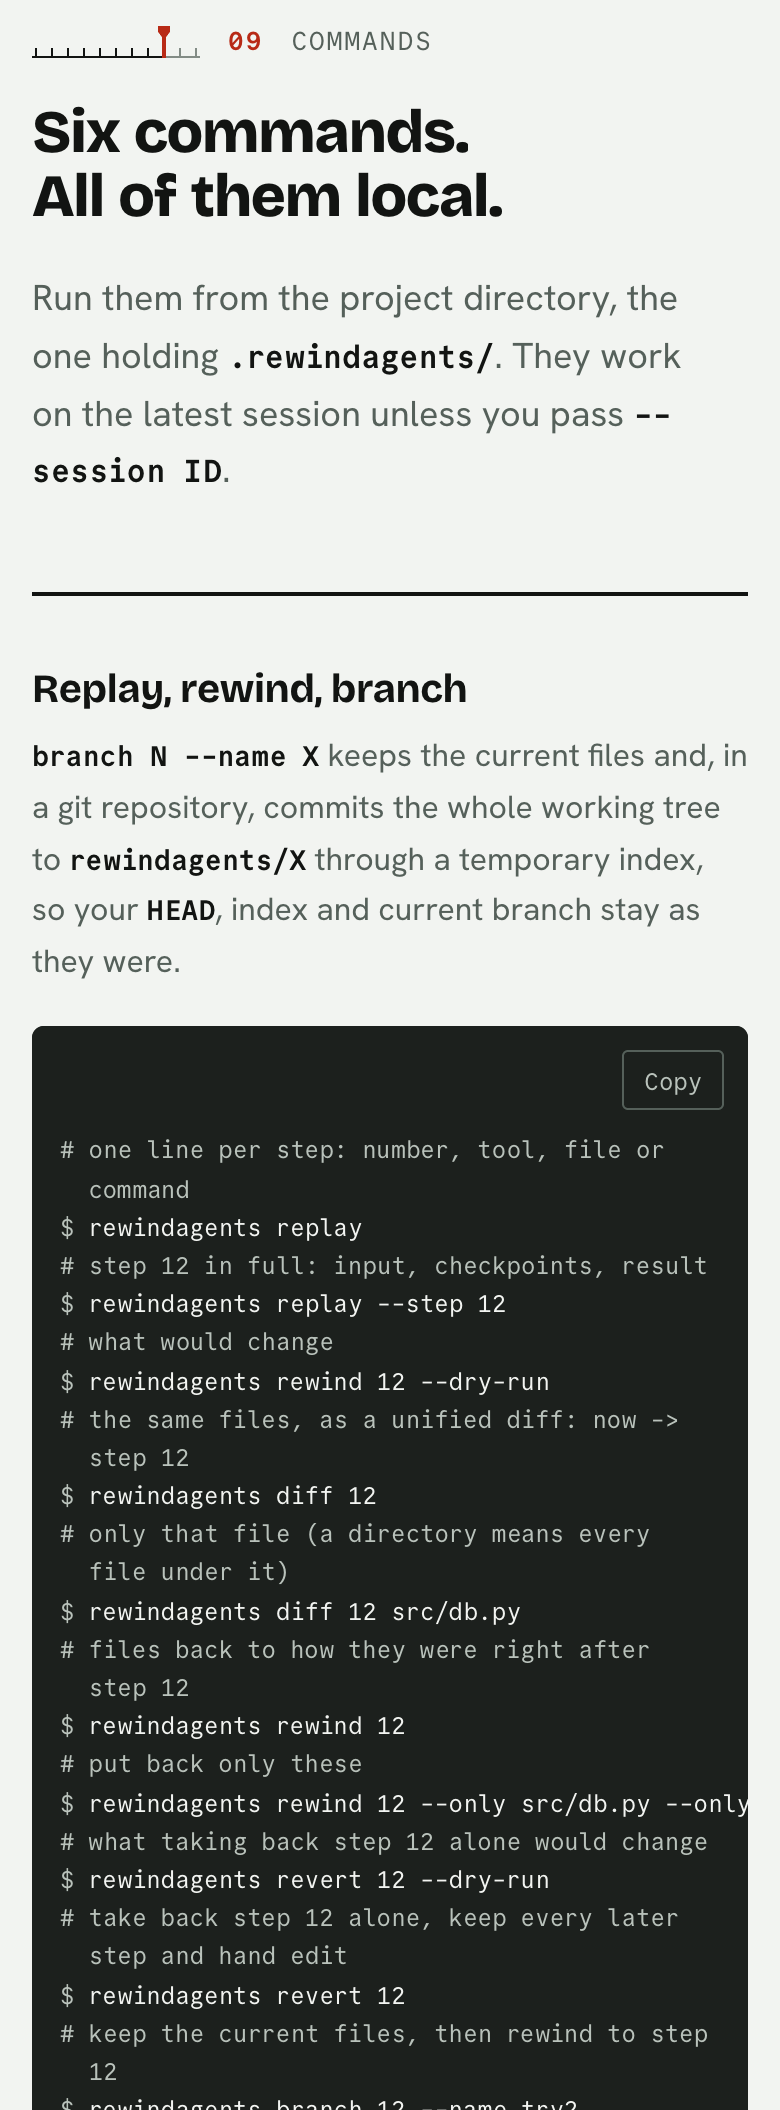 09 COMMANDS
Six commands.
All of them local.
Run them from the project directory, the
one holding .rewindagents/. They work
on the latest session unless you pass --
session ID.
Replay, rewind, branch
branch N --name X keeps the current files and, in
a git repository, commits the whole working tree
to rewindagents/X through a temporary index,
so your HEAD, index and current branch stay as
they were.
Copy
# one line per step: number, tool, file or
command
$ rewindagents replay
# step 12 in full: input, checkpoints, result
$ rewindagents replay --step 12
# what would change
$ rewindagents rewind 12 --dry-run
# the same files, as a unified diff: now ->
step 12
$ rewindagents diff 12
# only that file (a directory means every
file under it)
$ rewindagents diff 12 src/db.py
# files back to how they were right after
step 12
$ rewindagents rewind 12
# put back only these
$ rewindagents rewind 12 --only src/db.py --only
# what taking back step 12 alone would change
$ rewindagents revert 12 --dry-run
# take back step 12 alone, keep every later
step and hand edit
$ rewindagents revert 12
# keep the current files, then rewind to step
12
$ rewindagents branch 12 --name try2